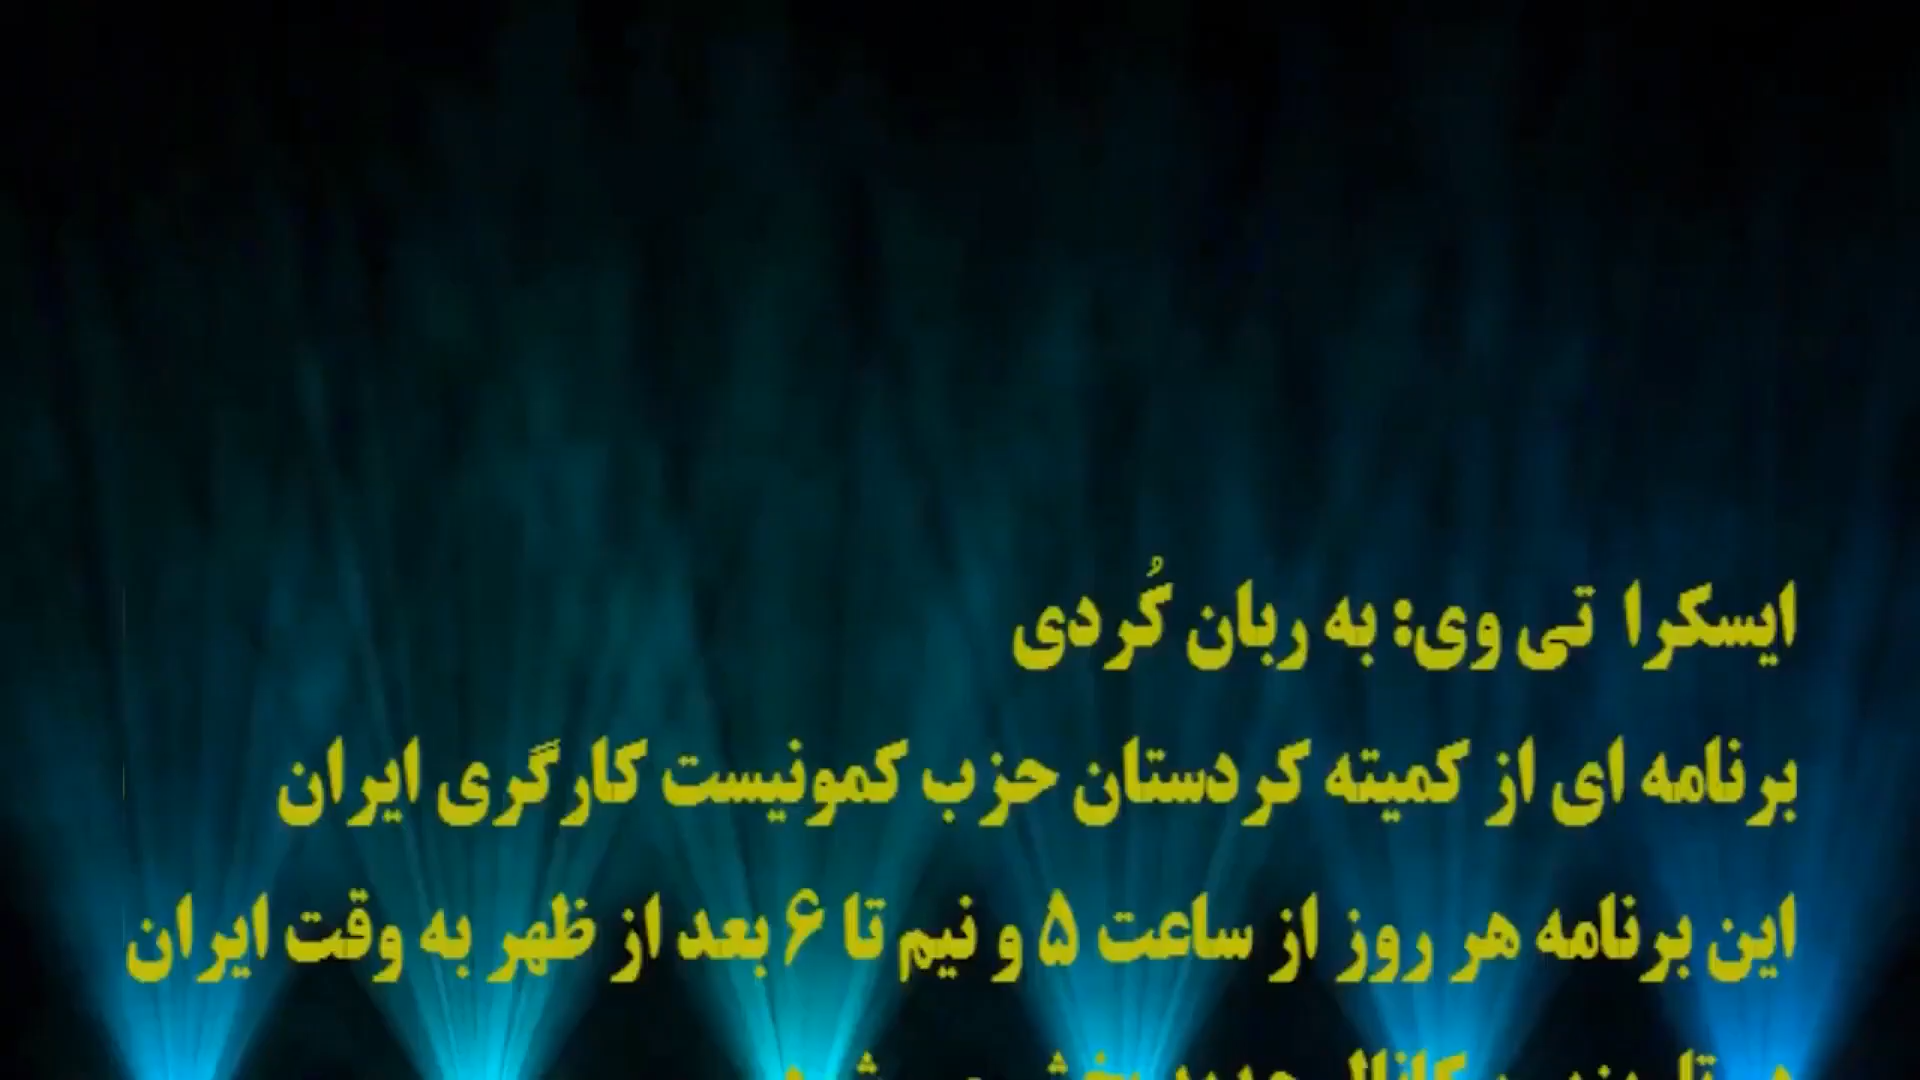 ایسکرا تی وی: به ربان کُردی
برنامه ای از کمیته کردستان حزب کمونیست کارگری ایران
این برنامه هر روز از ساعت ۵ و نیم تا ۶ بعد از ظهر به وقت ایران